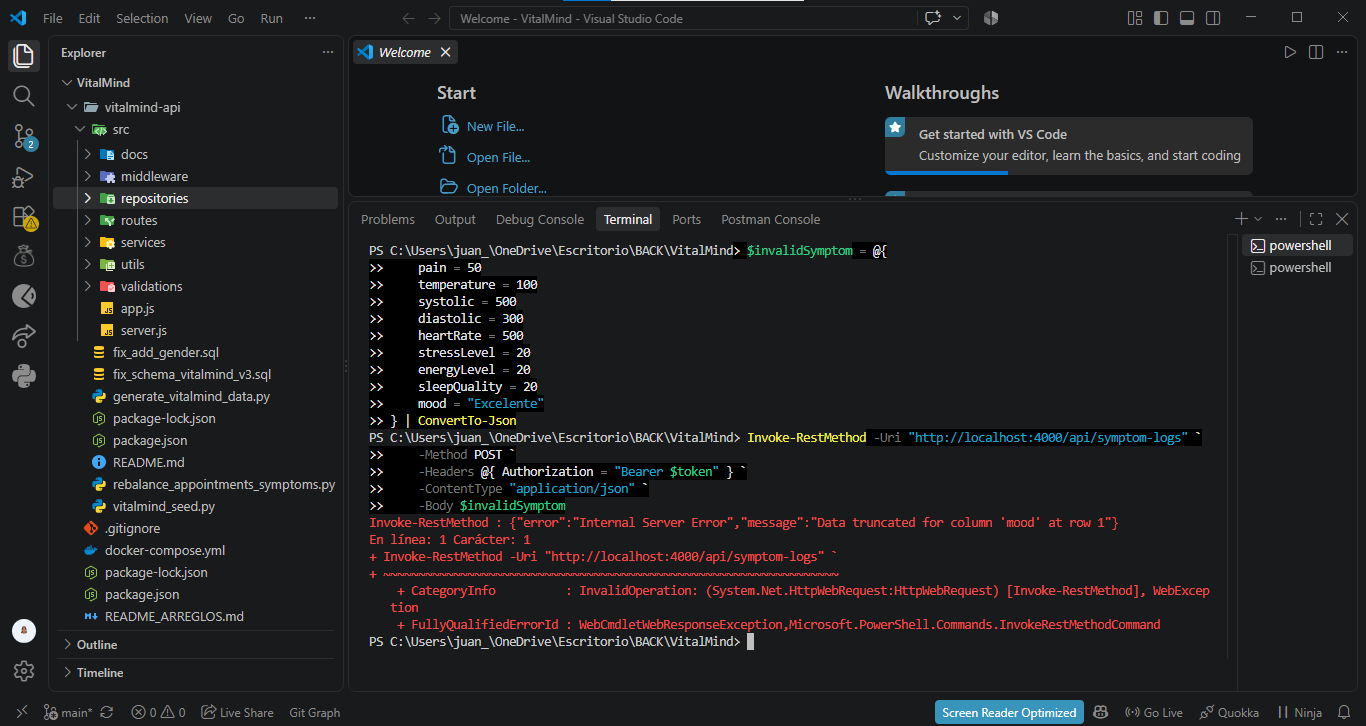 File Edit Selection View Go Run ···
Welcome - VitalMind - Visual Studio Code
Explorer
VitalMind
vitalmind-api
src
docs
middleware
repositories
routes
services
utils
validations
app.js
server.js
fix_add_gender.sql
fix_schema_vitalmind_v3.sql
generate_vitalmind_data.py
package-lock.json
package.json
README.md
rebalance_appointments_symptoms.py
vitalmind_seed.py
.gitignore
docker-compose.yml
package-lock.json
package.json
README_ARREGLOS.md
Outline
Timeline
2
Welcome
Start
New File...
Open File...
Open Folder...
Walkthroughs
Get started with VS Code
Customize your editor, learn the basics, and start coding
Problems Output Debug Console Terminal Ports Postman Console
powershell
powershell
PS C:\Users\juan_\OneDrive\Escritorio\BACK\VitalMind> $invalidSymptom = @{
>>     pain = 50
>>     temperature = 100
>>     systolic = 500
>>     diastolic = 300
>>     heartRate = 500
>>     stressLevel = 20
>>     energyLevel = 20
>>     sleepQuality = 20
>>     mood = "Excelente"
>> } | ConvertTo-Json
PS C:\Users\juan_\OneDrive\Escritorio\BACK\VitalMind> Invoke-RestMethod -Uri "http://localhost:4000/api/symptom-logs" `
>>     -Method POST `
>>     -Headers @{ Authorization = "Bearer $token" } `
>>     -ContentType "application/json" `
>>     -Body $invalidSymptom
Invoke-RestMethod : {"error":"Internal Server Error","message":"Data truncated for column 'mood' at row 1"}
En línea: 1 Carácter: 1
+ Invoke-RestMethod -Uri "http://localhost:4000/api/symptom-logs" `
+ ~~~~~~~~~~~~~~~~~~~~~~~~~~~~~~~~~~~~~~~~~~~~~~~~~~~~~~~~~~~~~~~~~
    + CategoryInfo          : InvalidOperation: (System.Net.HttpWebRequest:HttpWebRequest) [Invoke-RestMethod], WebExcep
   tion
    + FullyQualifiedErrorId : WebCmdletWebResponseException,Microsoft.PowerShell.Commands.InvokeRestMethodCommand
PS C:\Users\juan_\OneDrive\Escritorio\BACK\VitalMind>
main* 0 0 Live Share Git Graph Screen Reader Optimized Go Live Quokka Ninja